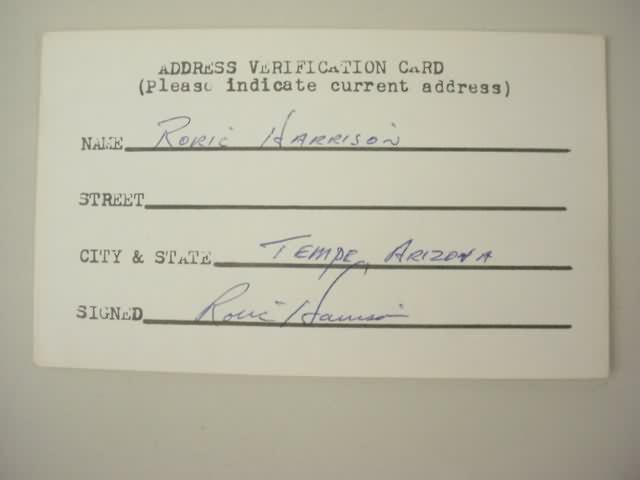 ADDRESS VERIFICATION CARD
(Please indicate current address)
NAME RORIC HARRISON
STREET
CITY & STATE TEMPE, ARIZONA
SIGNED Roric Harrison